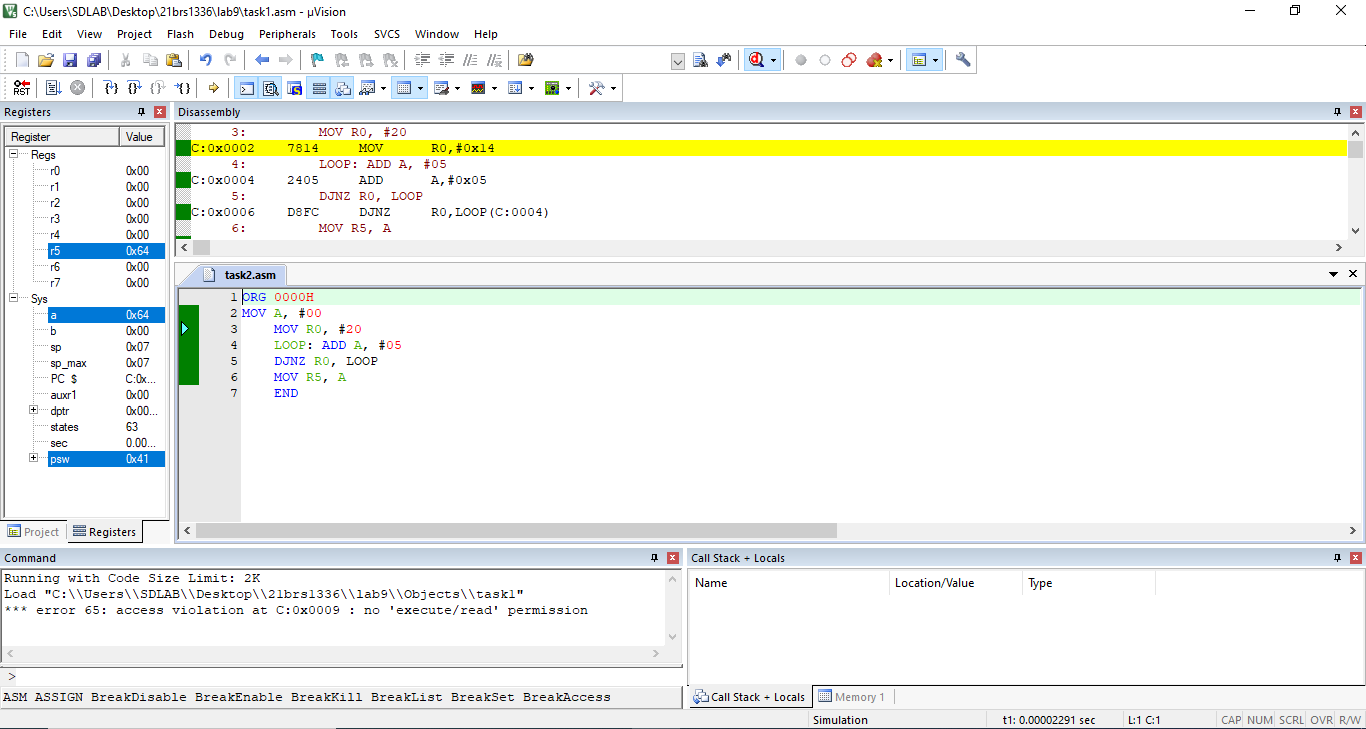 C:\Users\SDLAB\Desktop\21brs1336\lab9\task1.asm - µVision
File Edit View Project Flash Debug Peripherals Tools SVCS Window Help
RST
Registers
Register Value
Regs
r0 0x00
r1 0x00
r2 0x00
r3 0x00
r4 0x00
r5 0x64
r6 0x00
r7 0x00
Sys
a 0x64
b 0x00
sp 0x07
sp_max 0x07
PC $ C:0x...
auxr1 0x00
dptr 0x00...
states 63
sec 0.00...
psw 0x41
Project Registers
Disassembly
3: MOV R0, #20
C:0x0002 7814 MOV R0,#0x14
4: LOOP: ADD A, #05
C:0x0004 2405 ADD A,#0x05
5: DJNZ R0, LOOP
C:0x0006 D8FC DJNZ R0,LOOP(C:0004)
6: MOV R5, A
task2.asm
1 ORG 0000H
2 MOV A, #00
3 MOV R0, #20
4 LOOP: ADD A, #05
5 DJNZ R0, LOOP
6 MOV R5, A
7 END
Command
Running with Code Size Limit: 2K
Load "C:\\Users\\SDLAB\\Desktop\\21brs1336\\lab9\\Objects\\task1"
*** error 65: access violation at C:0x0009 : no 'execute/read' permission
>
ASM ASSIGN BreakDisable BreakEnable BreakKill BreakList BreakSet BreakAccess
Call Stack + Locals
Name Location/Value Type
Call Stack + Locals Memory 1
Simulation t1: 0.00002291 sec L:1 C:1 CAP NUM SCRL OVR R/W